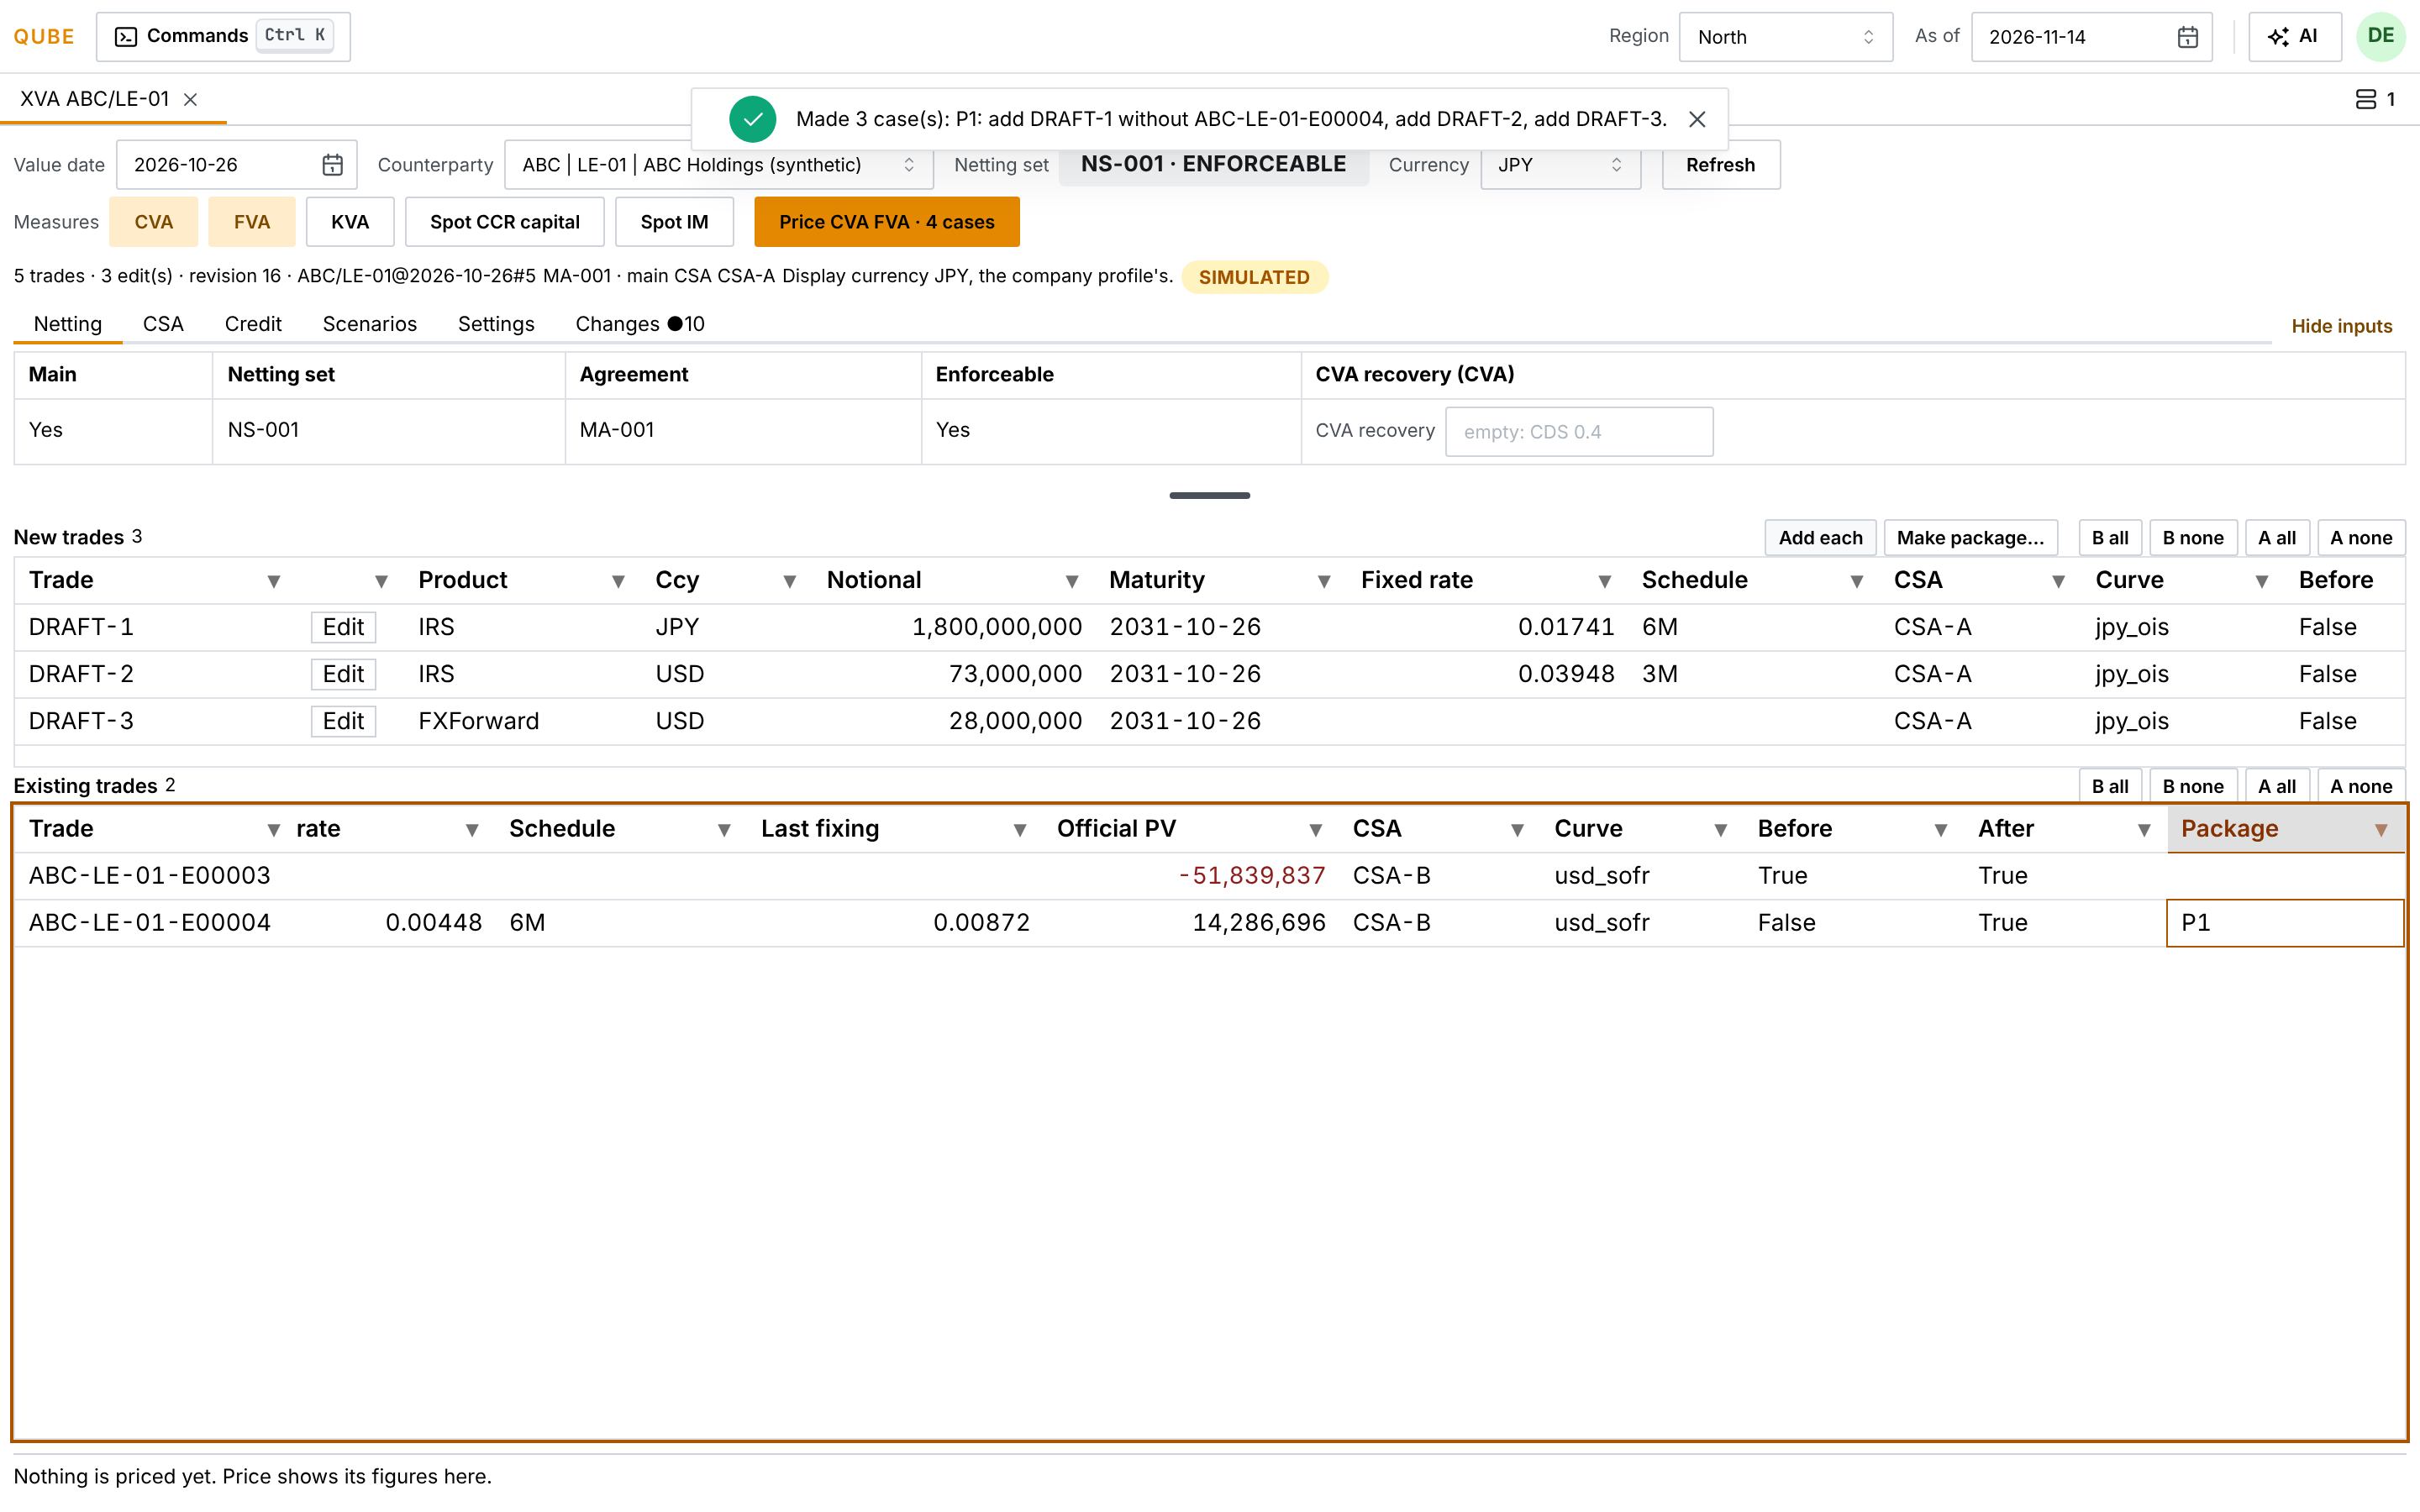 QUBE Commands Ctrl K Region North As of 2026-11-14 AI DE
XVA ABC/LE-01 1
Made 3 case(s): P1: add DRAFT-1 without ABC-LE-01-E00004, add DRAFT-2, add DRAFT-3.
Value date 2026-10-26 Counterparty ABC | LE-01 | ABC Holdings (synthetic) Netting set NS-001 · ENFORCEABLE Currency JPY Refresh
Measures CVA FVA KVA Spot CCR capital Spot IM Price CVA FVA · 4 cases
5 trades · 3 edit(s) · revision 16 · ABC/LE-01@2026-10-26#5 MA-001 · main CSA CSA-A Display currency JPY, the company profile's. SIMULATED
Netting CSA Credit Scenarios Settings Changes ●10 Hide inputs
Main Netting set Agreement Enforceable CVA recovery (CVA)
Yes NS-001 MA-001 Yes CVA recovery empty: CDS 0.4
New trades 3 Add each Make package... B all B none A all A none
Trade Product Ccy Notional Maturity Fixed rate Schedule CSA Curve Before
DRAFT-1 Edit IRS JPY 1,800,000,000 2031-10-26 0.01741 6M CSA-A jpy_ois False
DRAFT-2 Edit IRS USD 73,000,000 2031-10-26 0.03948 3M CSA-A jpy_ois False
DRAFT-3 Edit FXForward USD 28,000,000 2031-10-26 CSA-A jpy_ois False
Existing trades 2 B all B none A all A none
Trade rate Schedule Last fixing Official PV CSA Curve Before After Package
ABC-LE-01-E00003 -51,839,837 CSA-B usd_sofr True True
ABC-LE-01-E00004 0.00448 6M 0.00872 14,286,696 CSA-B usd_sofr False True P1
Nothing is priced yet. Price shows its figures here.